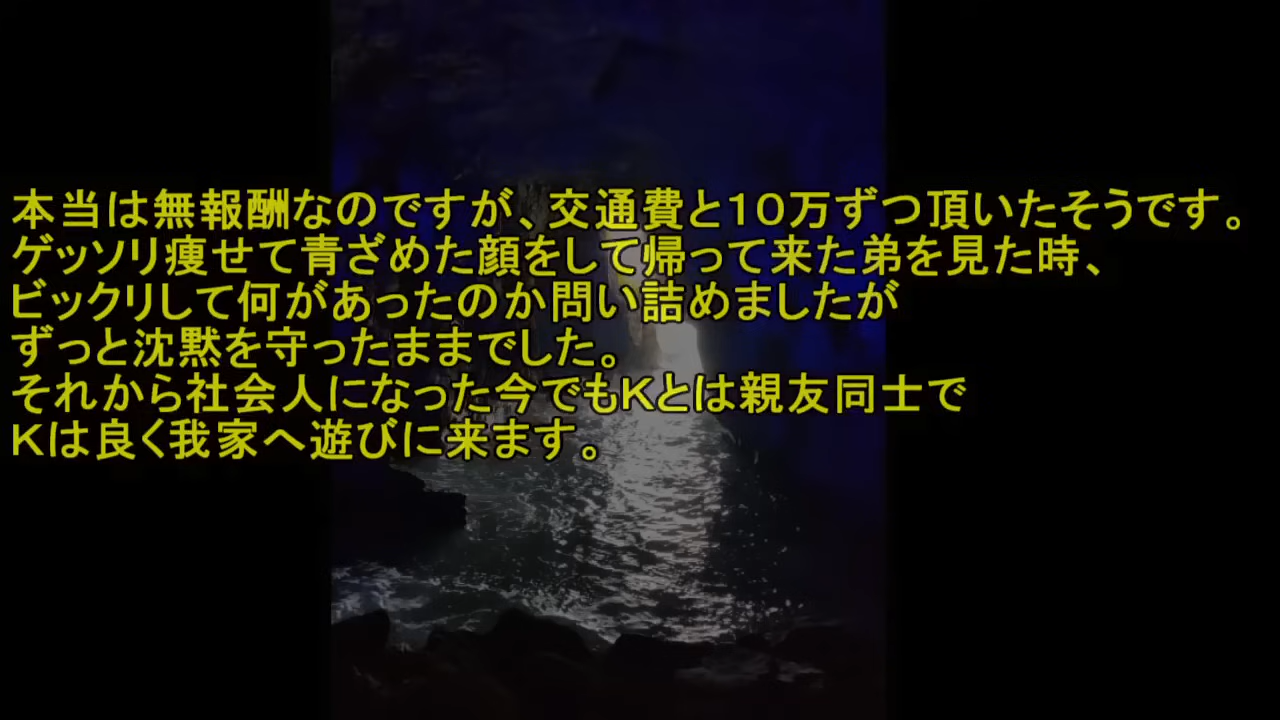 本当は無報酬なのですが、交通費と１０万ずつ頂いたそうです。
ゲッソリ痩せて青ざめた顔をして帰って来た弟を見た時、
ビックリして何があったのか問い詰めましたが
ずっと沈黙を守ったままでした。
それから社会人になった今でもＫとは親友同士で
Ｋは良く我家へ遊びに来ます。